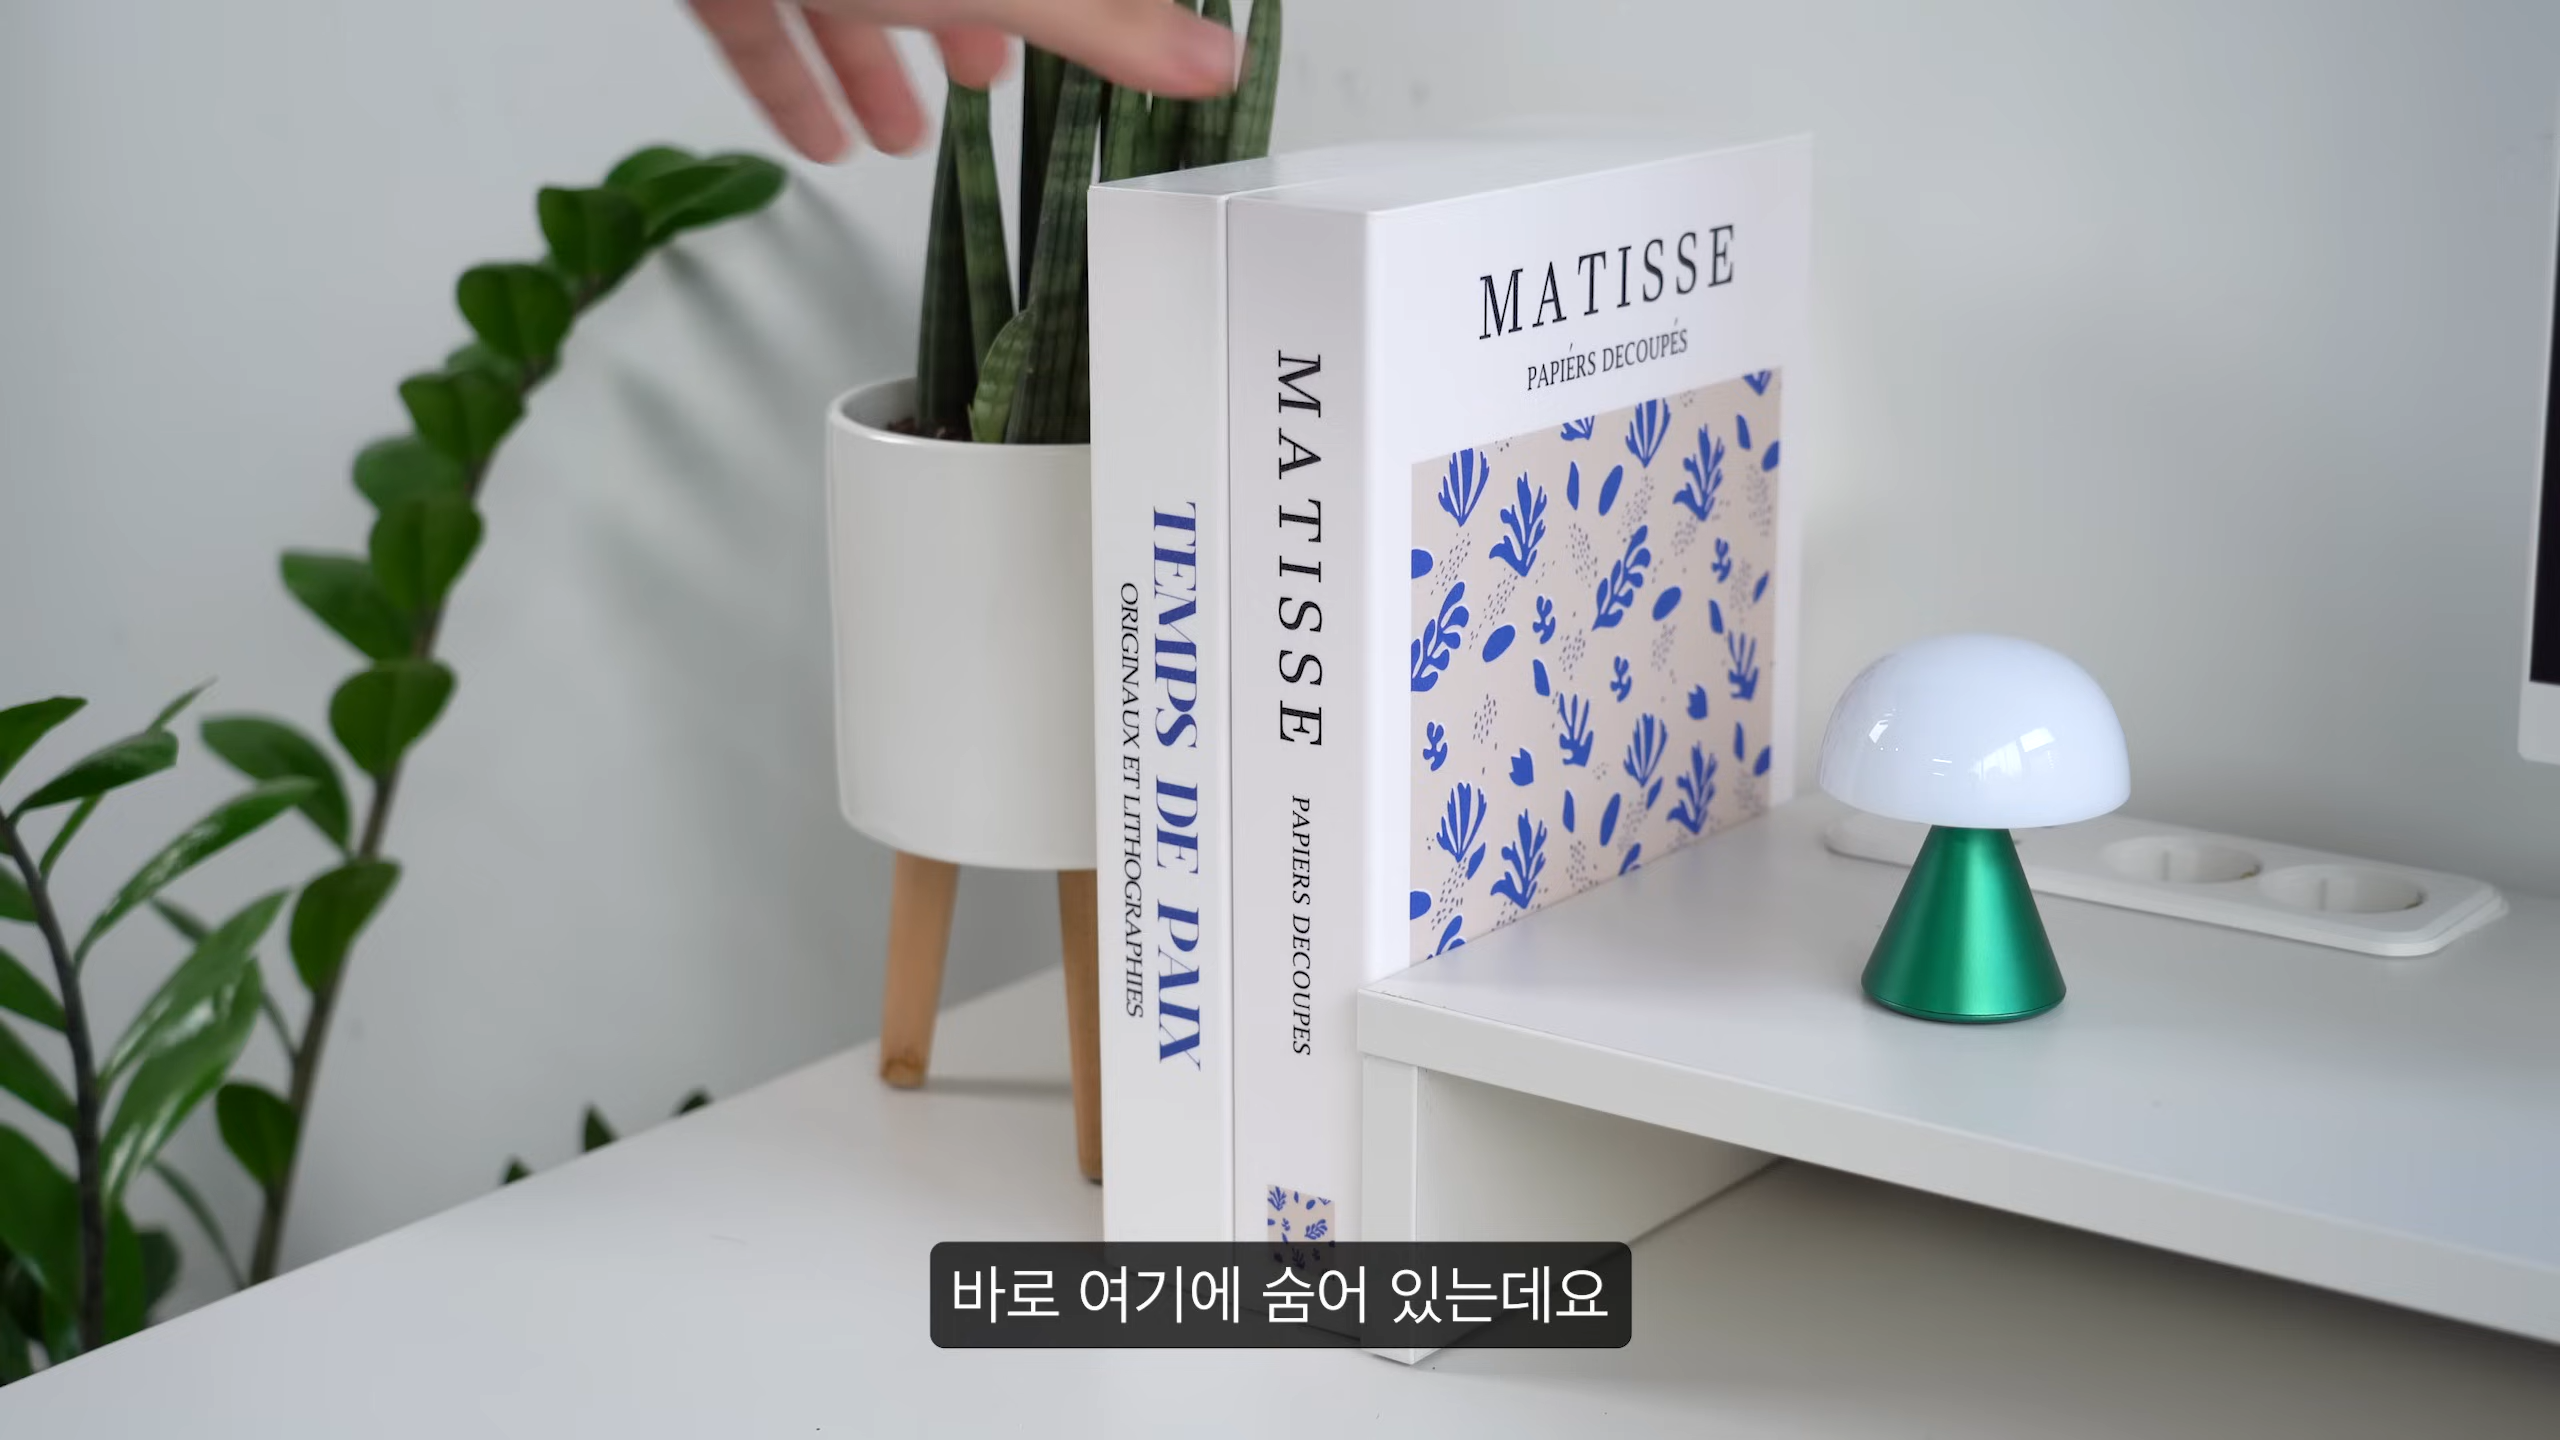 TEMPS DE PAIX
ORIGINAUX ET LITHOGRAPHIES
MATISSE PAPIERS DECOUPES
MATISSE
PAPIÉRS DECOUPÉS
바로 여기에 숨어 있는데요